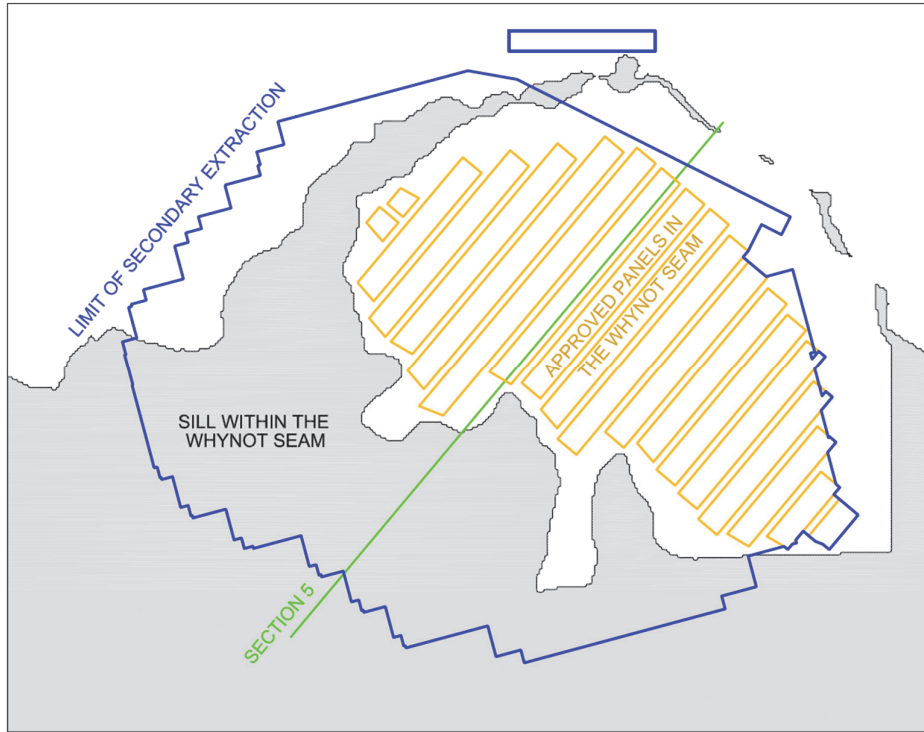 LIMIT OF SECONDARY EXTRACTION
APPROVED PANELS IN
THE WHYNOT SEAM
SILL WITHIN THE
WHYNOT SEAM
SECTION 5